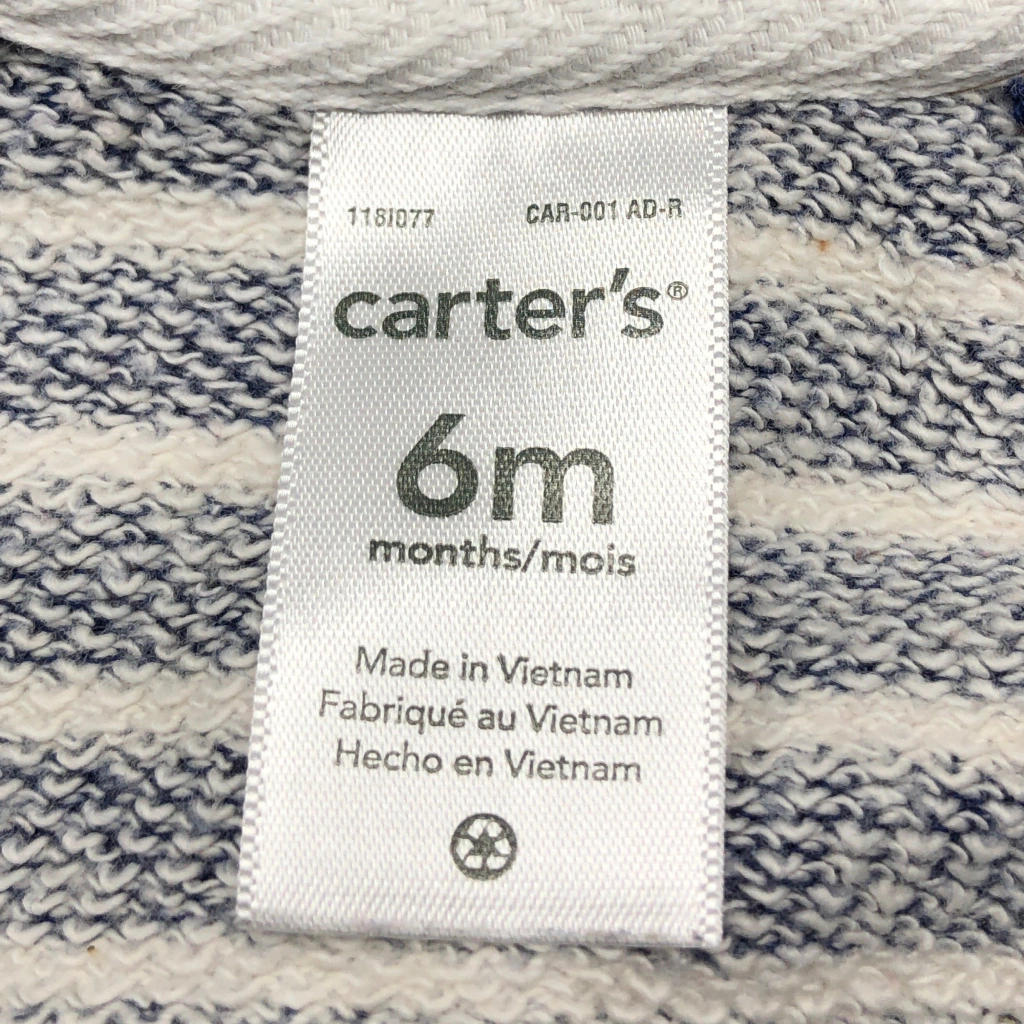 118I077 CAR-001 AD-R
carter's®
6m
months/mois
Made in Vietnam
Fabriqué au Vietnam
Hecho en Vietnam